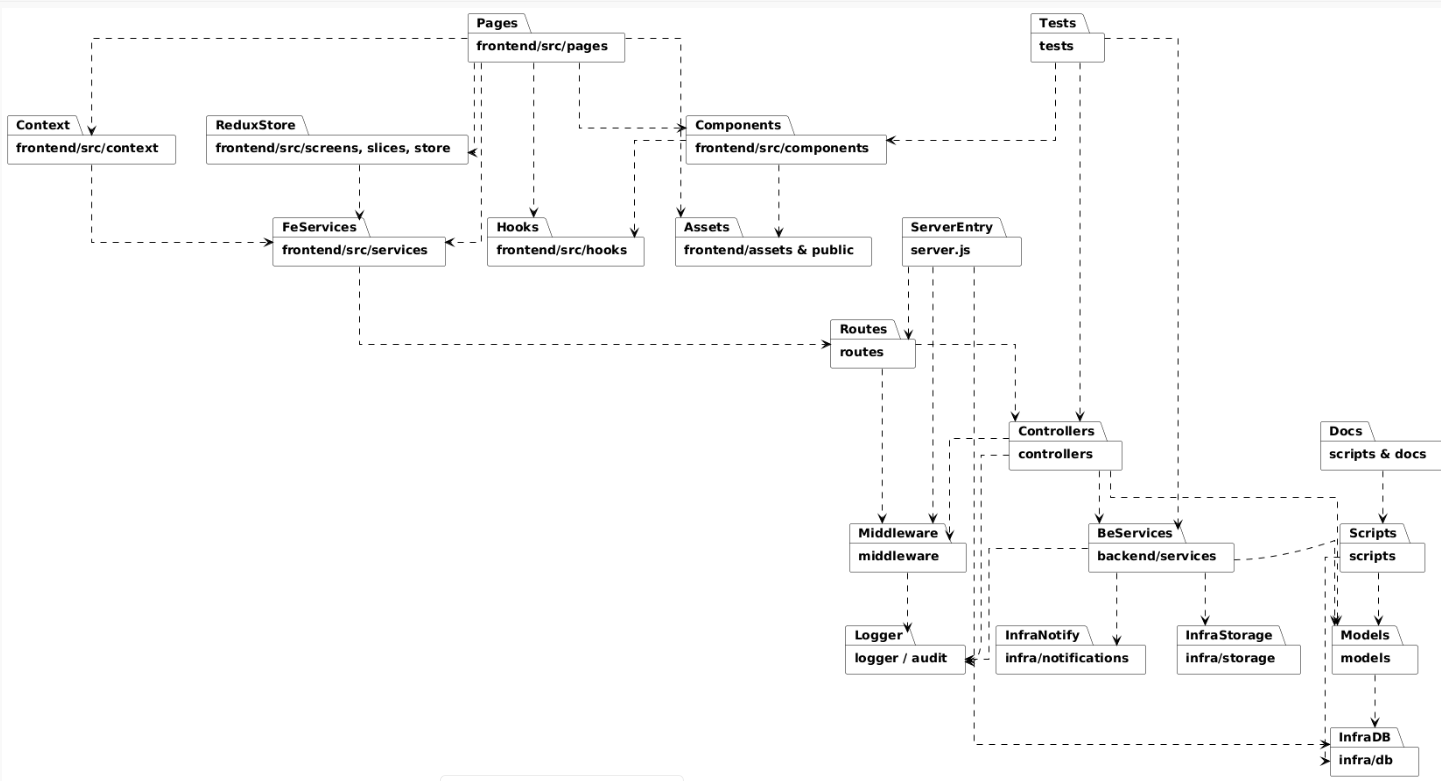 Pages
frontend/src/pages
Tests
tests
Context
frontend/src/context
ReduxStore
frontend/src/screens, slices, store
Components
frontend/src/components
FeServices
frontend/src/services
Hooks
frontend/src/hooks
Assets
frontend/assets & public
ServerEntry
server.js
Routes
routes
Controllers
controllers
Docs
scripts & docs
Middleware
middleware
BeServices
backend/services
Scripts
scripts
Logger
logger / audit
InfraNotify
infra/notifications
InfraStorage
infra/storage
Models
models
InfraDB
infra/db